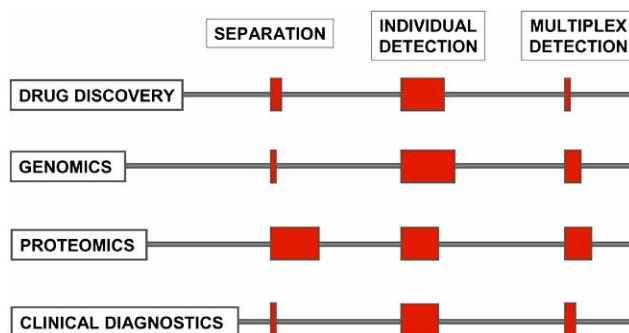 SEPARATION
INDIVIDUAL
DETECTION
MULTIPLEX
DETECTION
DRUG DISCOVERY
GENOMICS
PROTEOMICS
CLINICAL DIAGNOSTICS